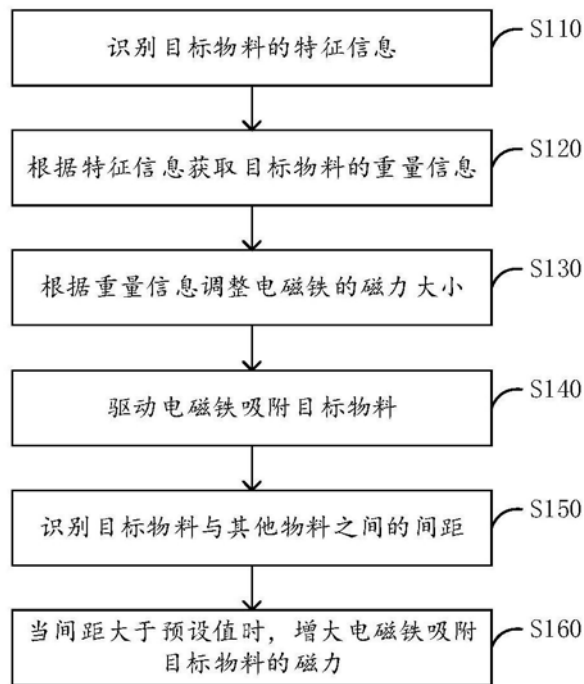 识别目标物料的特征信息
S110
根据特征信息获取目标物料的重量信息
S120
根据重量信息调整电磁铁的磁力大小
S130
驱动电磁铁吸附目标物料
S140
识别目标物料与其他物料之间的间距
S150
当间距大于预设值时，增大电磁铁吸附
目标物料的磁力
S160